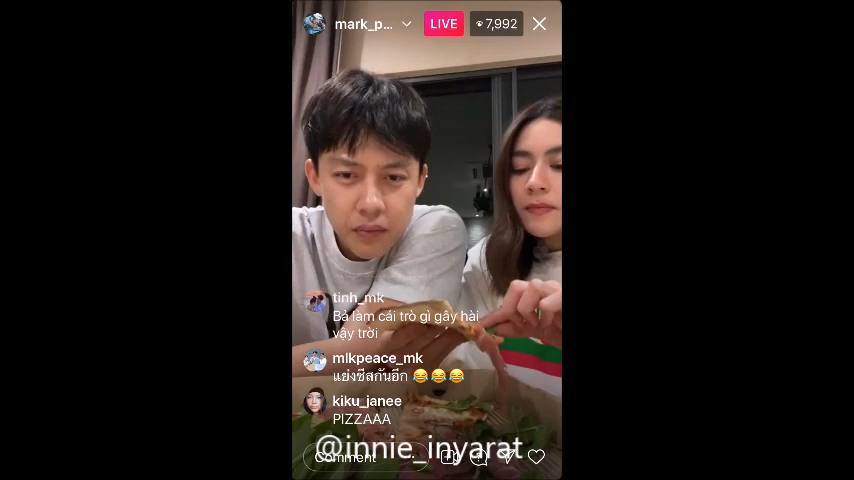 mark_p...
LIVE
7,992
tinh_mk
Bả làm cái trò gì gây hài
vậy trời
mlkpeace_mk
แย่งชีสกันอีก 😂😂😂
kiku_janee
PIZZAAA
@innie_inyarat
Comment